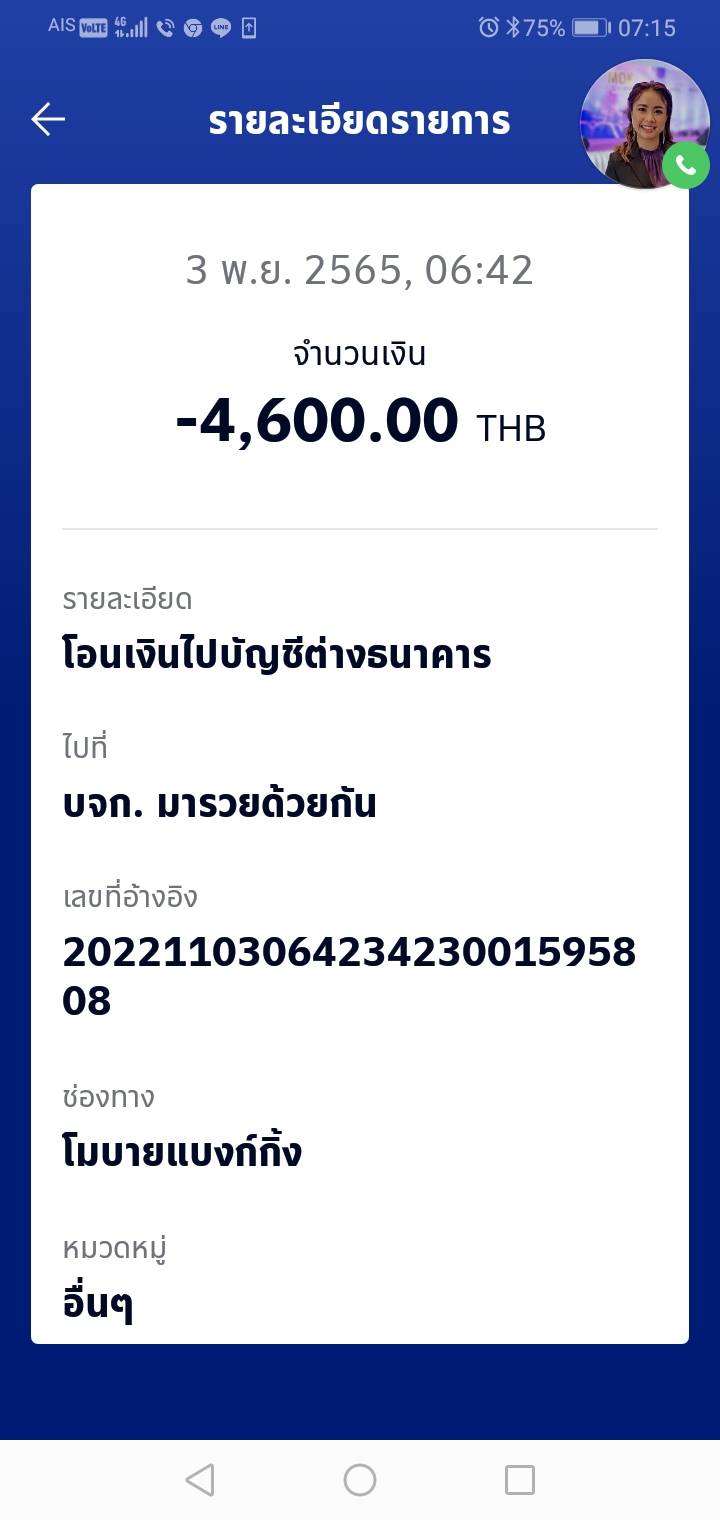 AIS VoLTE 4G LINE 75% 07:15
รายละเอียดรายการ
3 พ.ย. 2565, 06:42
จำนวนเงิน
-4,600.00 THB
รายละเอียด
โอนเงินไปบัญชีต่างธนาคาร
ไปที่
บจก. มารวยด้วยกัน
เลขที่อ้างอิง
20221103064234230015958
08
ช่องทาง
โมบายแบงก์กิ้ง
หมวดหมู่
อื่นๆ